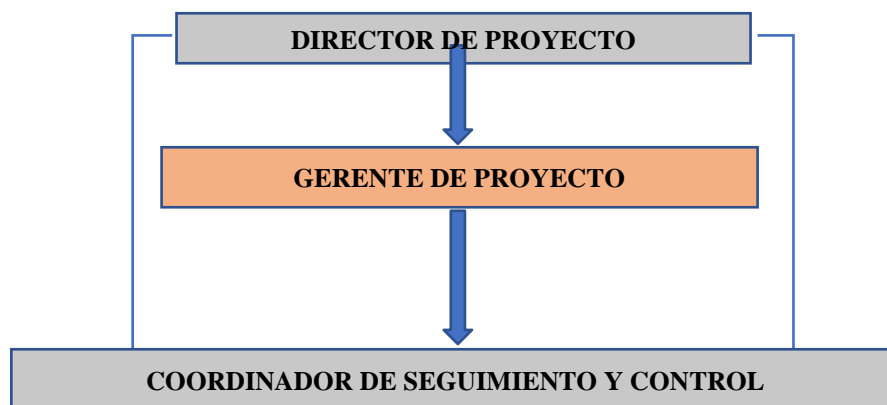 DIRECTOR DE PROYECTO
GERENTE DE PROYECTO
COORDINADOR DE SEGUIMIENTO Y CONTROL